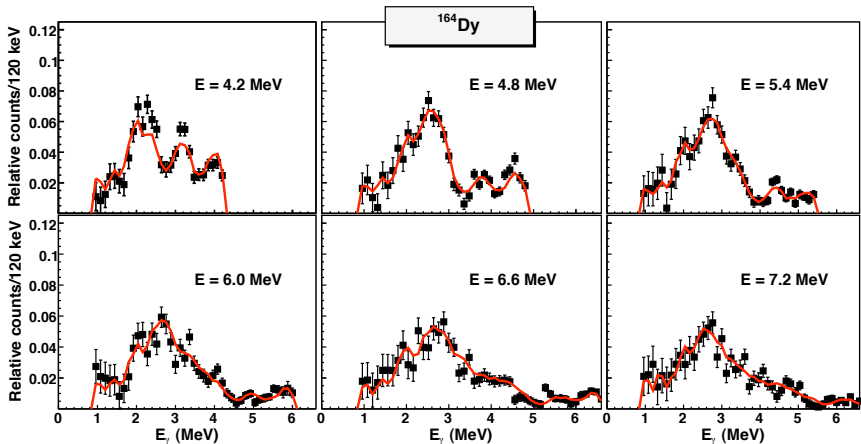 ¹⁶⁴Dy
Relative counts/120 keV
0.12
0.1
0.08
0.06
0.04
0.02
E = 4.2 MeV
E = 4.8 MeV
E = 5.4 MeV
Relative counts/120 keV
0.12
0.1
0.08
0.06
0.04
0.02
E = 6.0 MeV
E = 6.6 MeV
E = 7.2 MeV
0 1 2 3 4 5 6
0 1 2 3 4 5 6
0 1 2 3 4 5 6
Eγ (MeV)
Eγ (MeV)
Eγ (MeV)